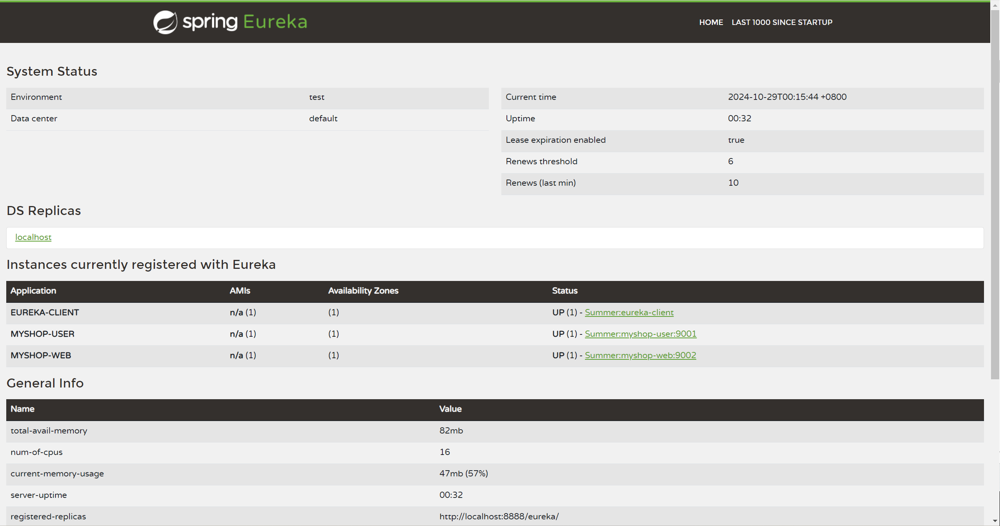 spring Eureka
HOME LAST 1000 SINCE STARTUP
System Status
Environment test
Data center default
Current time 2024-10-29T00:15:44 +0800
Uptime 00:32
Lease expiration enabled true
Renews threshold 6
Renews (last min) 10
DS Replicas
localhost
Instances currently registered with Eureka
Application AMIs Availability Zones Status
EUREKA-CLIENT n/a (1) (1) UP (1) - Summer:eureka-client
MYSHOP-USER n/a (1) (1) UP (1) - Summer:myshop-user:9001
MYSHOP-WEB n/a (1) (1) UP (1) - Summer:myshop-web:9002
General Info
Name Value
total-avail-memory 82mb
num-of-cpus 16
current-memory-usage 47mb (57%)
server-uptime 00:32
registered-replicas http://localhost:8888/eureka/